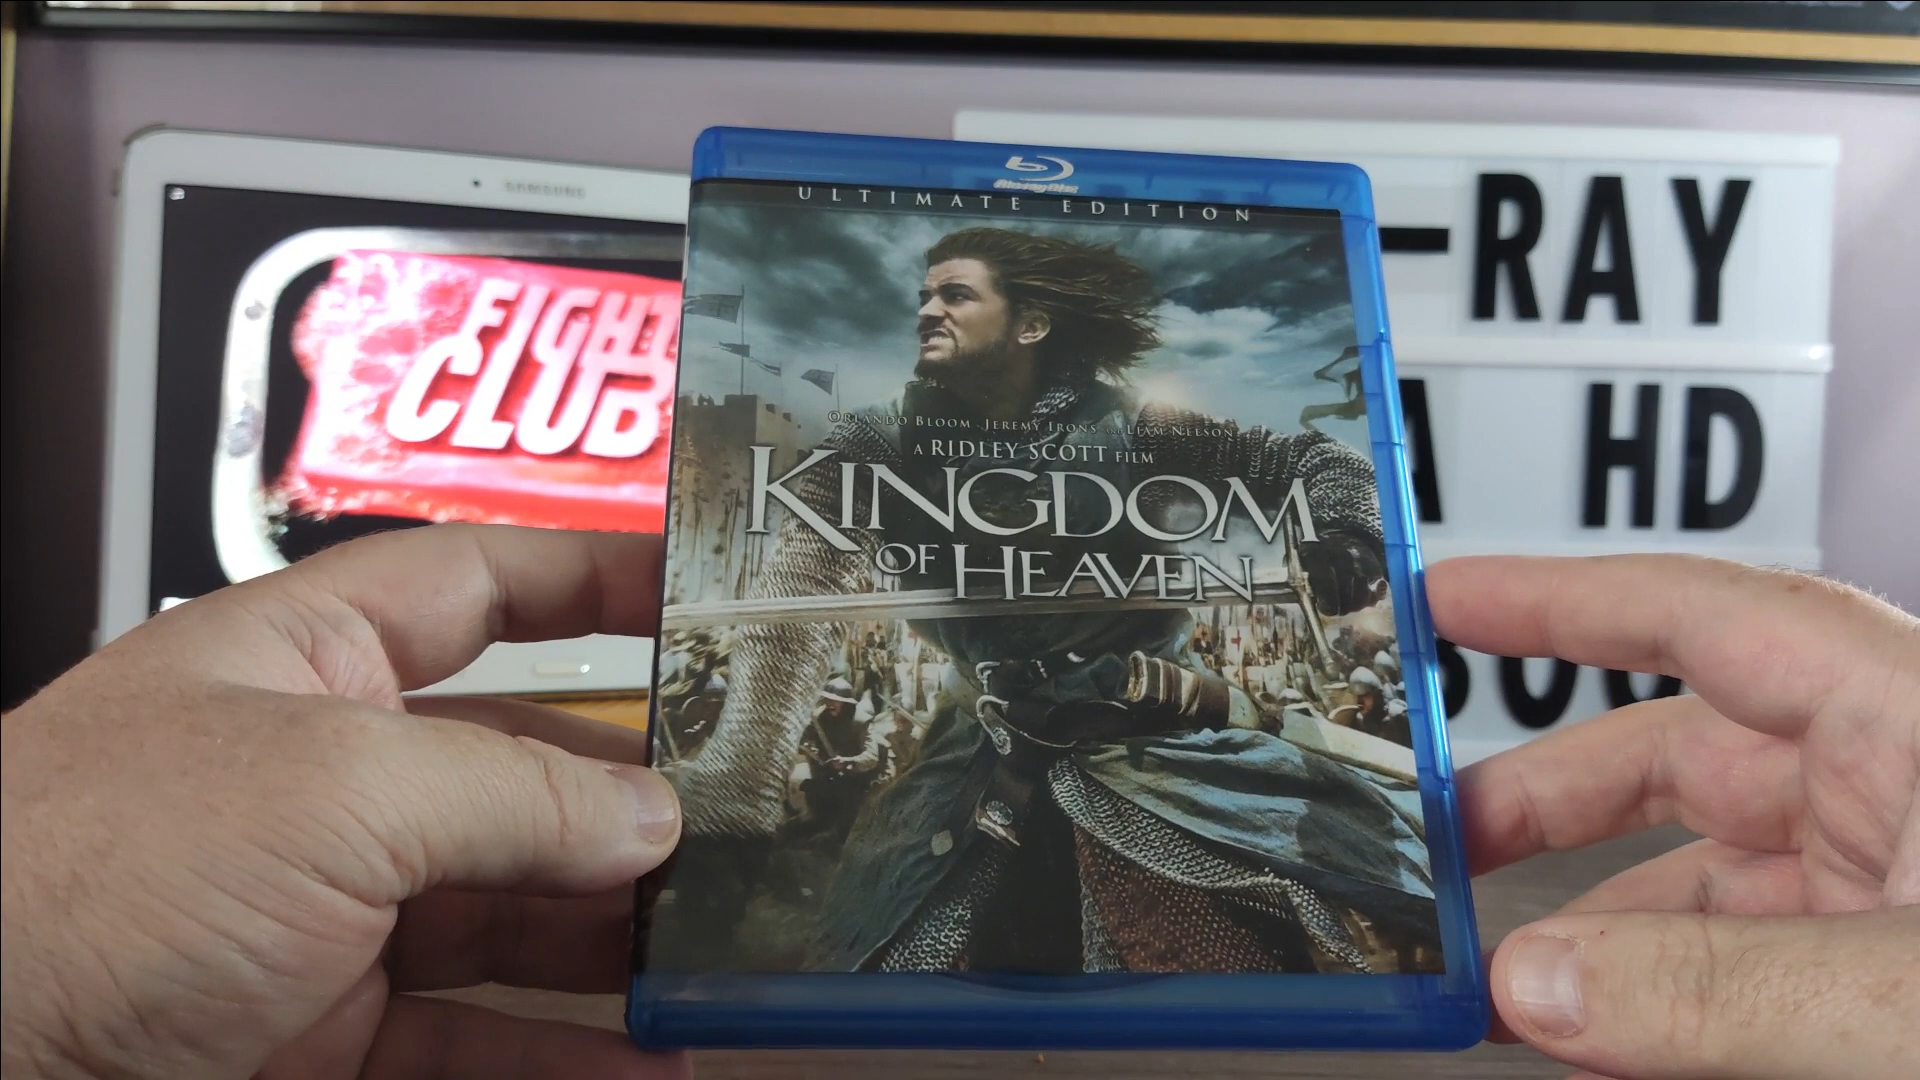 SAMSUNG
FIGHT
CLUB
Blu-ray Disc
ULTIMATE EDITION
ORLANDO BLOOM JEREMY IRONS AND LIAM NEESON
A RIDLEY SCOTT FILM
KINGDOM
OF HEAVEN
-RAY
A HD